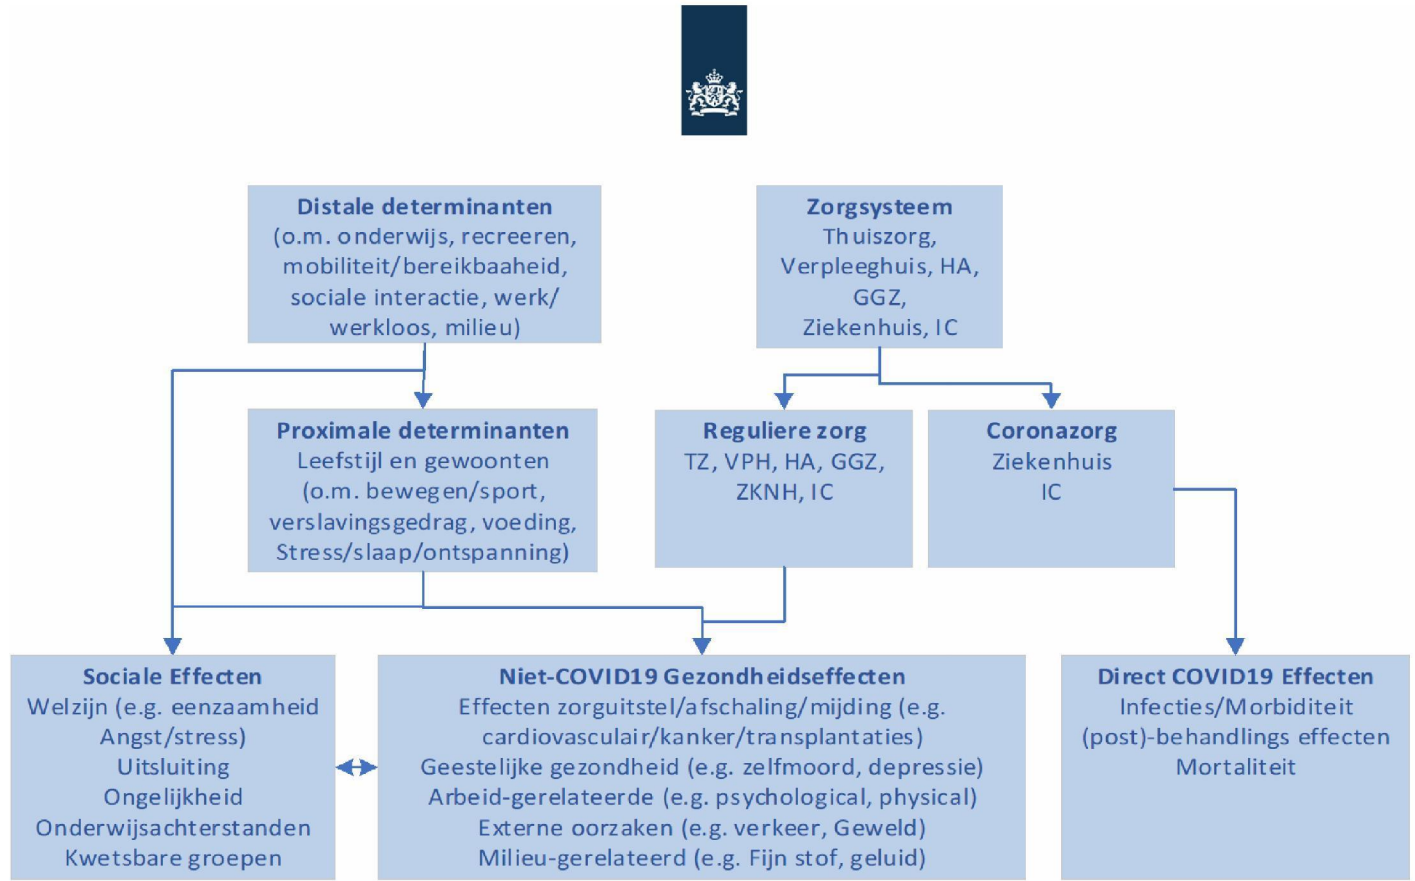 Distale determinanten
(o.m. onderwijs, recreeren,
mobiliteit/bereikbaaheid,
sociale interactie, werk/
werkloos, milieu)
Zorgsysteem
Thuiszorg,
Verpleeghuis, HA,
GGZ,
Ziekenhuis, IC
Proximale determinanten
Leefstijl en gewoonten
(o.m. bewegen/sport,
verslavingsgedrag, voeding,
Stress/slaap/ontspanning)
Reguliere zorg
TZ, VPH, HA, GGZ,
ZKNH, IC
Coronazorg
Ziekenhuis
IC
Sociale Effecten
Welzijn (e.g. eenzaamheid
Angst/stress)
Uitsluiting
Ongelijkheid
Onderwijsachterstanden
Kwetsbare groepen
Niet-COVID19 Gezondheidseffecten
Effecten zorguitstel/afschaling/mijding (e.g.
cardiovasculair/kanker/transplantaties)
Geestelijke gezondheid (e.g. zelfmoord, depressie)
Arbeid-gerelateerde (e.g. psychological, physical)
Externe oorzaken (e.g. verkeer, Geweld)
Milieu-gerelateerd (e.g. Fijn stof, geluid)
Direct COVID19 Effecten
Infecties/Morbiditeit
(post)-behandlings effecten
Mortaliteit